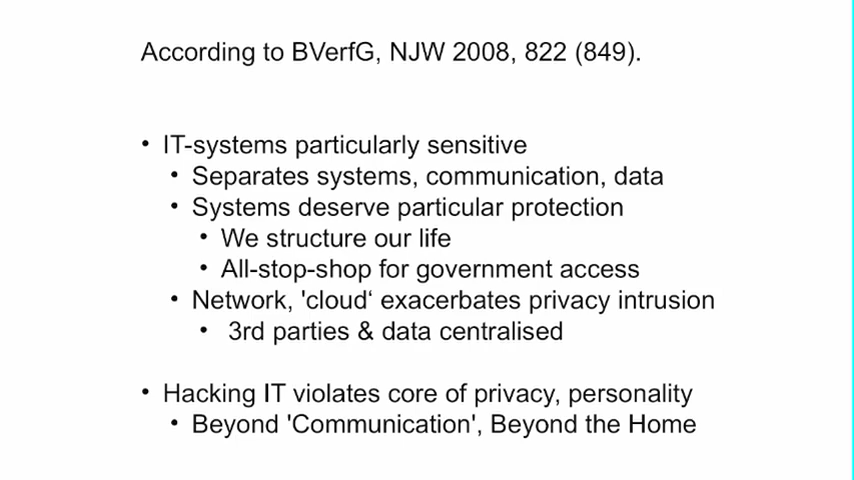 According to BVerfG, NJW 2008, 822 (849).
• IT-systems particularly sensitive
• Separates systems, communication, data
• Systems deserve particular protection
• We structure our life
• All-stop-shop for government access
• Network, 'cloud‘ exacerbates privacy intrusion
• 3rd parties & data centralised
• Hacking IT violates core of privacy, personality
• Beyond 'Communication', Beyond the Home